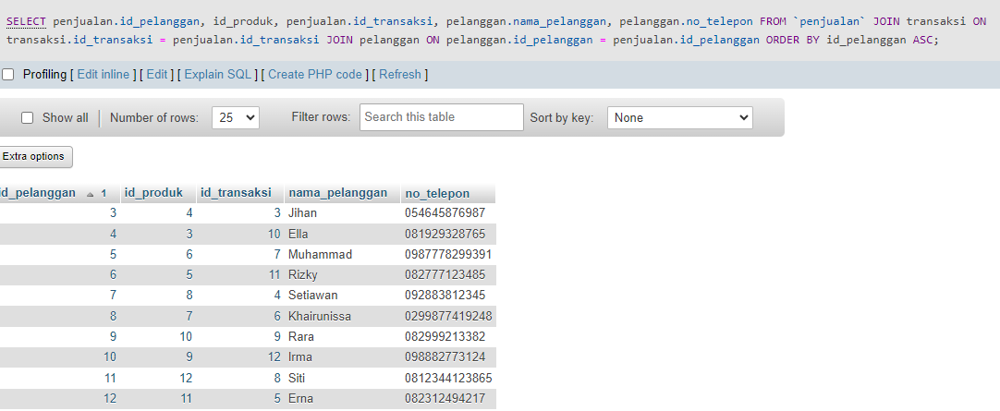 SELECT penjualan.id_pelanggan, id_produk, penjualan.id_transaksi, pelanggan.nama_pelanggan, pelanggan.no_telepon FROM `penjualan` JOIN transaksi ON
transaksi.id_transaksi = penjualan.id_transaksi JOIN pelanggan ON pelanggan.id_pelanggan = penjualan.id_pelanggan ORDER BY id_pelanggan ASC;
Profiling [ Edit inline ] [ Edit ] [ Explain SQL ] [ Create PHP code ] [ Refresh ]
Show all | Number of rows: 25 Filter rows: Search this table Sort by key: None
Extra options
id_pelanggan 1 id_produk id_transaksi nama_pelanggan no_telepon
3 4 3 Jihan 054645876987
4 3 10 Ella 081929328765
5 6 7 Muhammad 0987778299391
6 5 11 Rizky 082777123485
7 8 4 Setiawan 092883812345
8 7 6 Khairunissa 0299877419248
9 10 9 Rara 082999213382
10 9 12 Irma 098882773124
11 12 8 Siti 0812344123865
12 11 5 Erna 082312494217